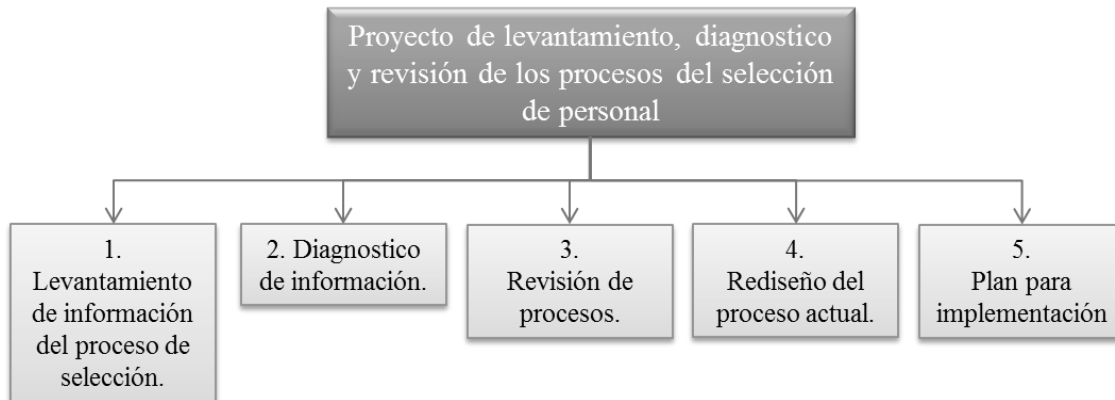 Proyecto de levantamiento, diagnostico
y revisión de los procesos del selección
de personal
1.
Levantamiento
de información
del proceso de
selección.
2. Diagnostico
de información.
3.
Revisión de
procesos.
4.
Rediseño del
proceso actual.
5.
Plan para
implementación